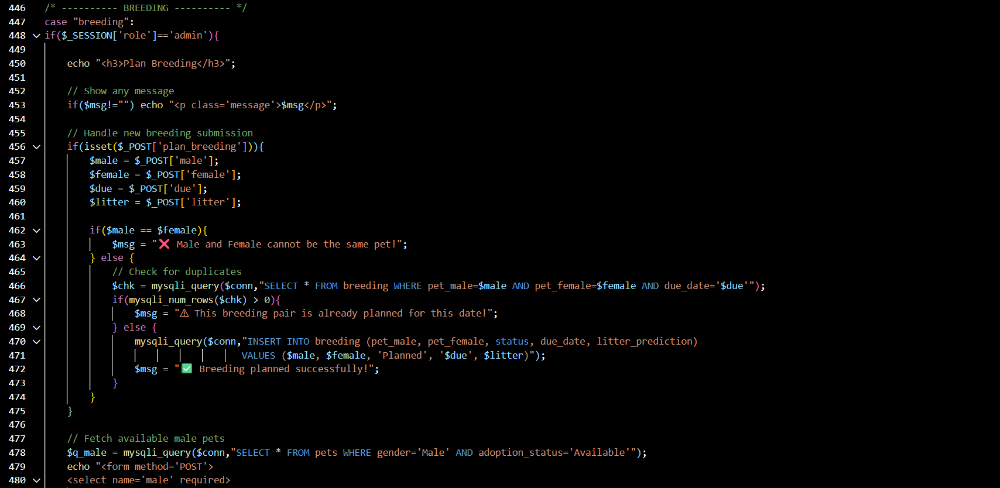 446 /* ---------- BREEDING ---------- */
447 case "breeding":
448 if($_SESSION['role']=='admin'){
449
450 echo "<h3>Plan Breeding</h3>";
451
452 // Show any message
453 if($msg!="") echo "<p class='message'>$msg</p>";
454
455 // Handle new breeding submission
456 if(isset($_POST['plan_breeding'])){
457 $male = $_POST['male'];
458 $female = $_POST['female'];
459 $due = $_POST['due'];
460 $litter = $_POST['litter'];
461
462 if($male == $female){
463 $msg = "❌ Male and Female cannot be the same pet!";
464 } else {
465 // Check for duplicates
466 $chk = mysqli_query($conn,"SELECT * FROM breeding WHERE pet_male=$male AND pet_female=$female AND due_date='$due'");
467 if(mysqli_num_rows($chk) > 0){
468 $msg = "⚠ This breeding pair is already planned for this date!";
469 } else {
470 mysqli_query($conn,"INSERT INTO breeding (pet_male, pet_female, status, due_date, litter_prediction)
471 VALUES ($male, $female, 'Planned', '$due', $litter)");
472 $msg = "✅ Breeding planned successfully!";
473 }
474 }
475 }
476
477 // Fetch available male pets
478 $q_male = mysqli_query($conn,"SELECT * FROM pets WHERE gender='Male' AND adoption_status='Available'");
479 echo "<form method='POST'>
480 <select name='male' required>